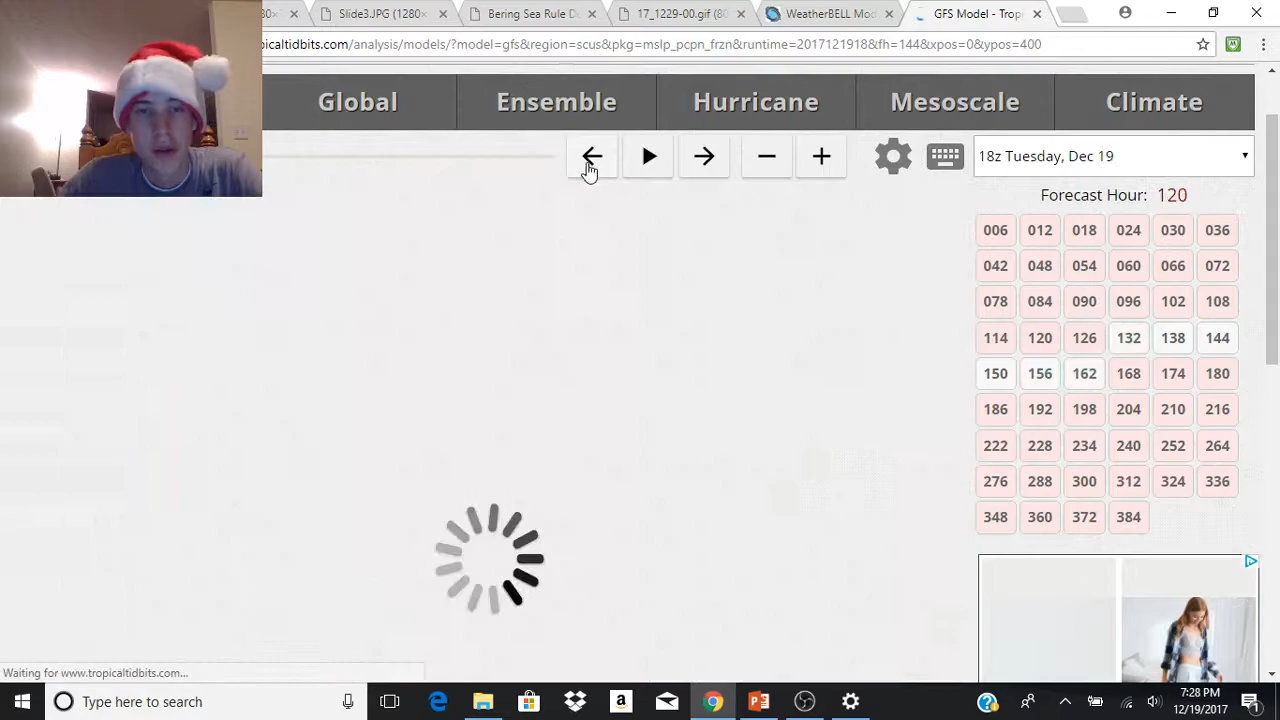 Slide3.JPG (1280×
Bering Sea Rule D
17_1229-00.gif (80
WeatherBELL Mod
GFS Model - Trop
picaltidbits.com/analysis/models/?model=gfs&region=scus&pkg=mslp_pcpn_frzn&runtime=2017121918&fh=144&xpos=0&ypos=400
Global
Ensemble
Hurricane
Mesoscale
Climate
18z Tuesday, Dec 19
Forecast Hour: 120
006 012 018 024 030 036
042 048 054 060 066 072
078 084 090 096 102 108
114 120 126 132 138 144
150 156 162 168 174 180
186 192 198 204 210 216
222 228 234 240 252 264
276 288 300 312 324 336
348 360 372 384
Waiting for www.tropicaltidbits.com...
Type here to search
7:28 PM
12/19/2017